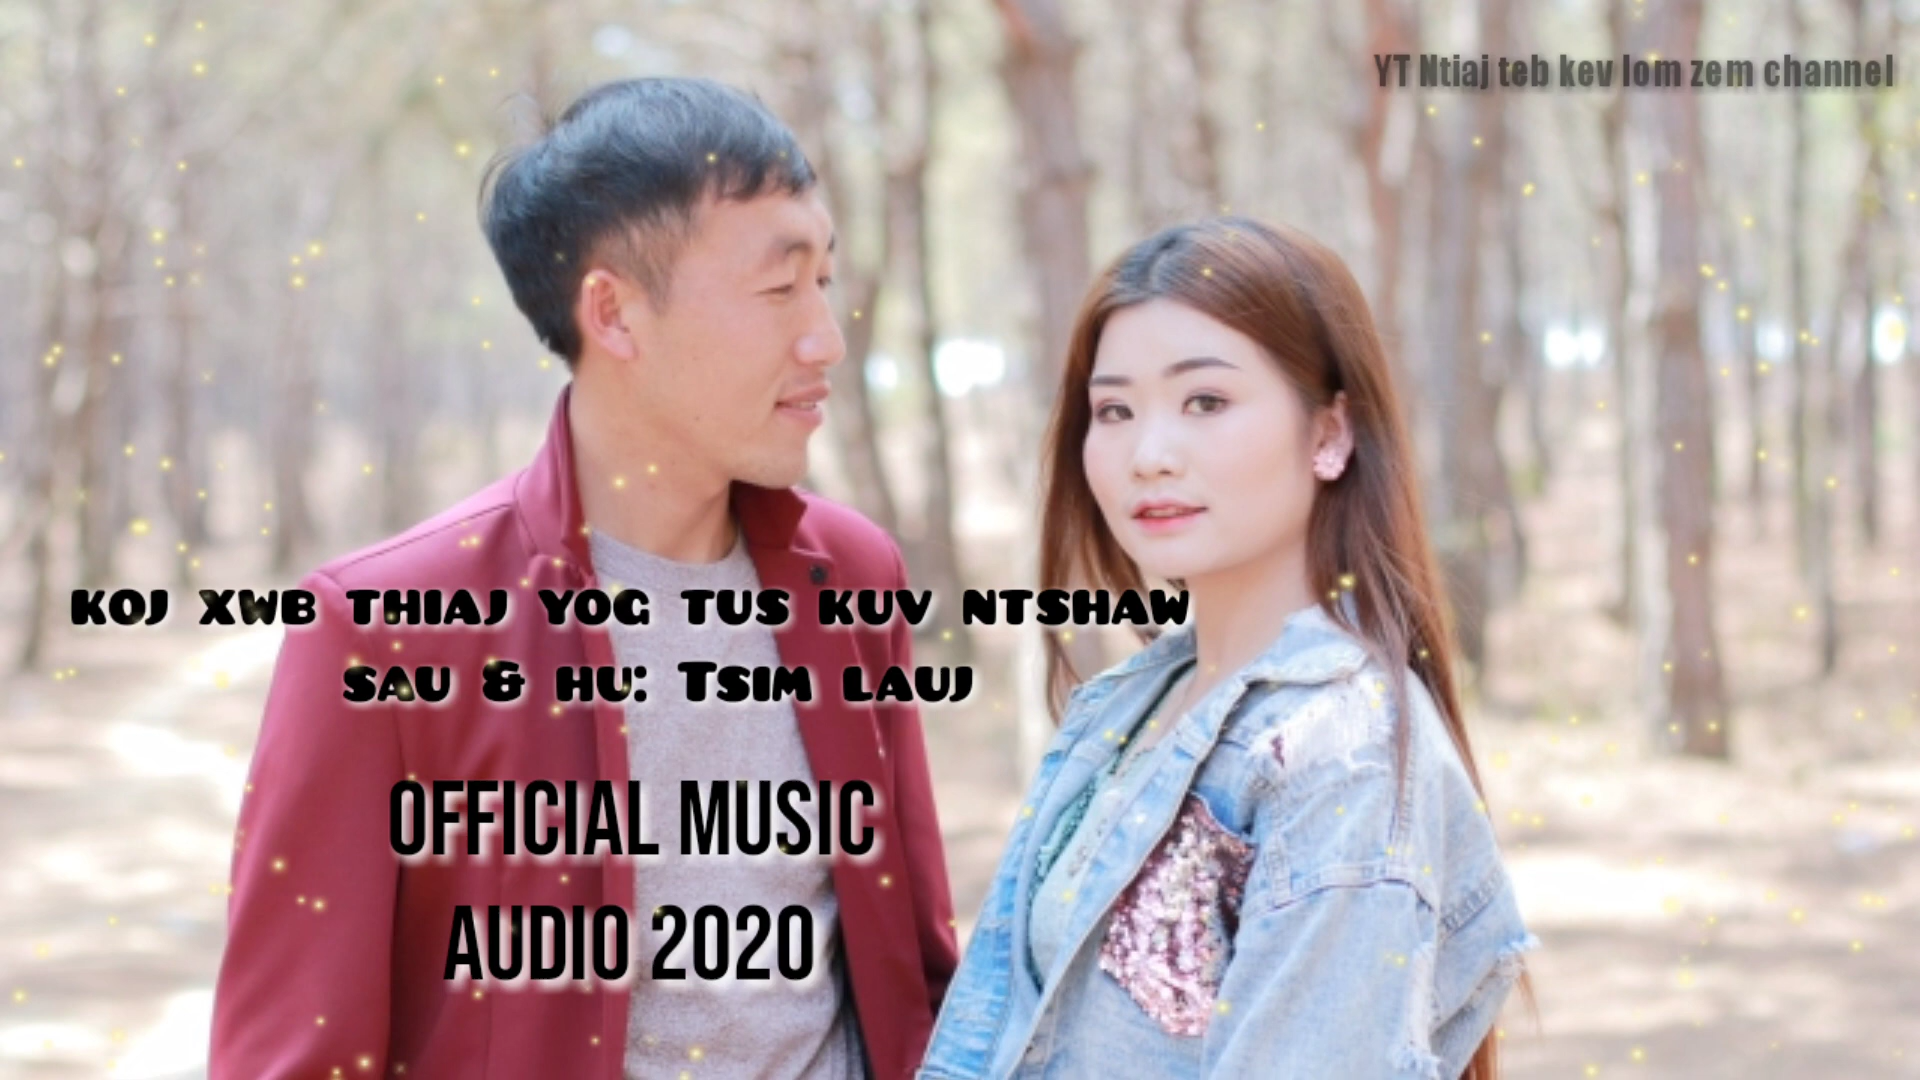 YT Ntiaj teb kev lom zem channel
KOJ XWB THIAJ YOG TUS KUV NTSHAW
SAU & HU: TSIM LAUJ
OFFICIAL MUSIC
AUDIO 2020